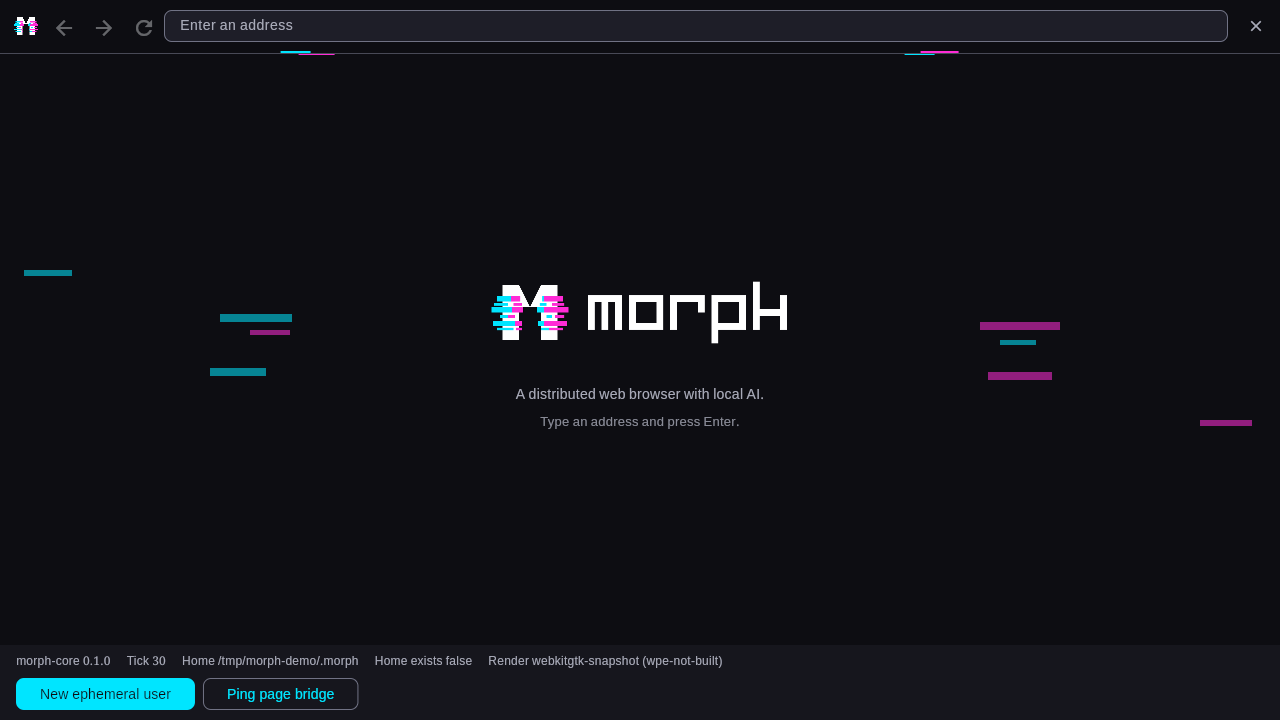 Enter an address
morph
A distributed web browser with local AI.
Type an address and press Enter.
morph-core 0.1.0 Tick 30 Home /tmp/morph-demo/.morph Home exists false Render webkitgtk-snapshot (wpe-not-built)
New ephemeral user Ping page bridge